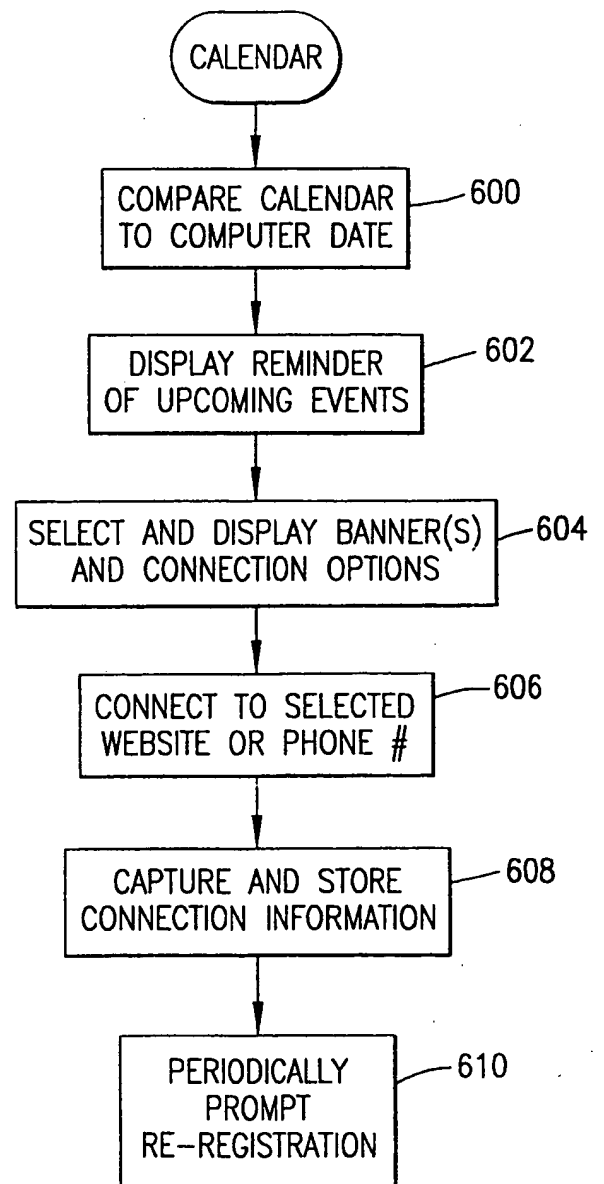 CALENDAR
COMPARE CALENDAR
TO COMPUTER DATE
600
DISPLAY REMINDER
OF UPCOMING EVENTS
602
SELECT AND DISPLAY BANNER(S)
AND CONNECTION OPTIONS
604
CONNECT TO SELECTED
WEBSITE OR PHONE #
606
CAPTURE AND STORE
CONNECTION INFORMATION
608
PERIODICALLY
PROMPT
RE-REGISTRATION
610